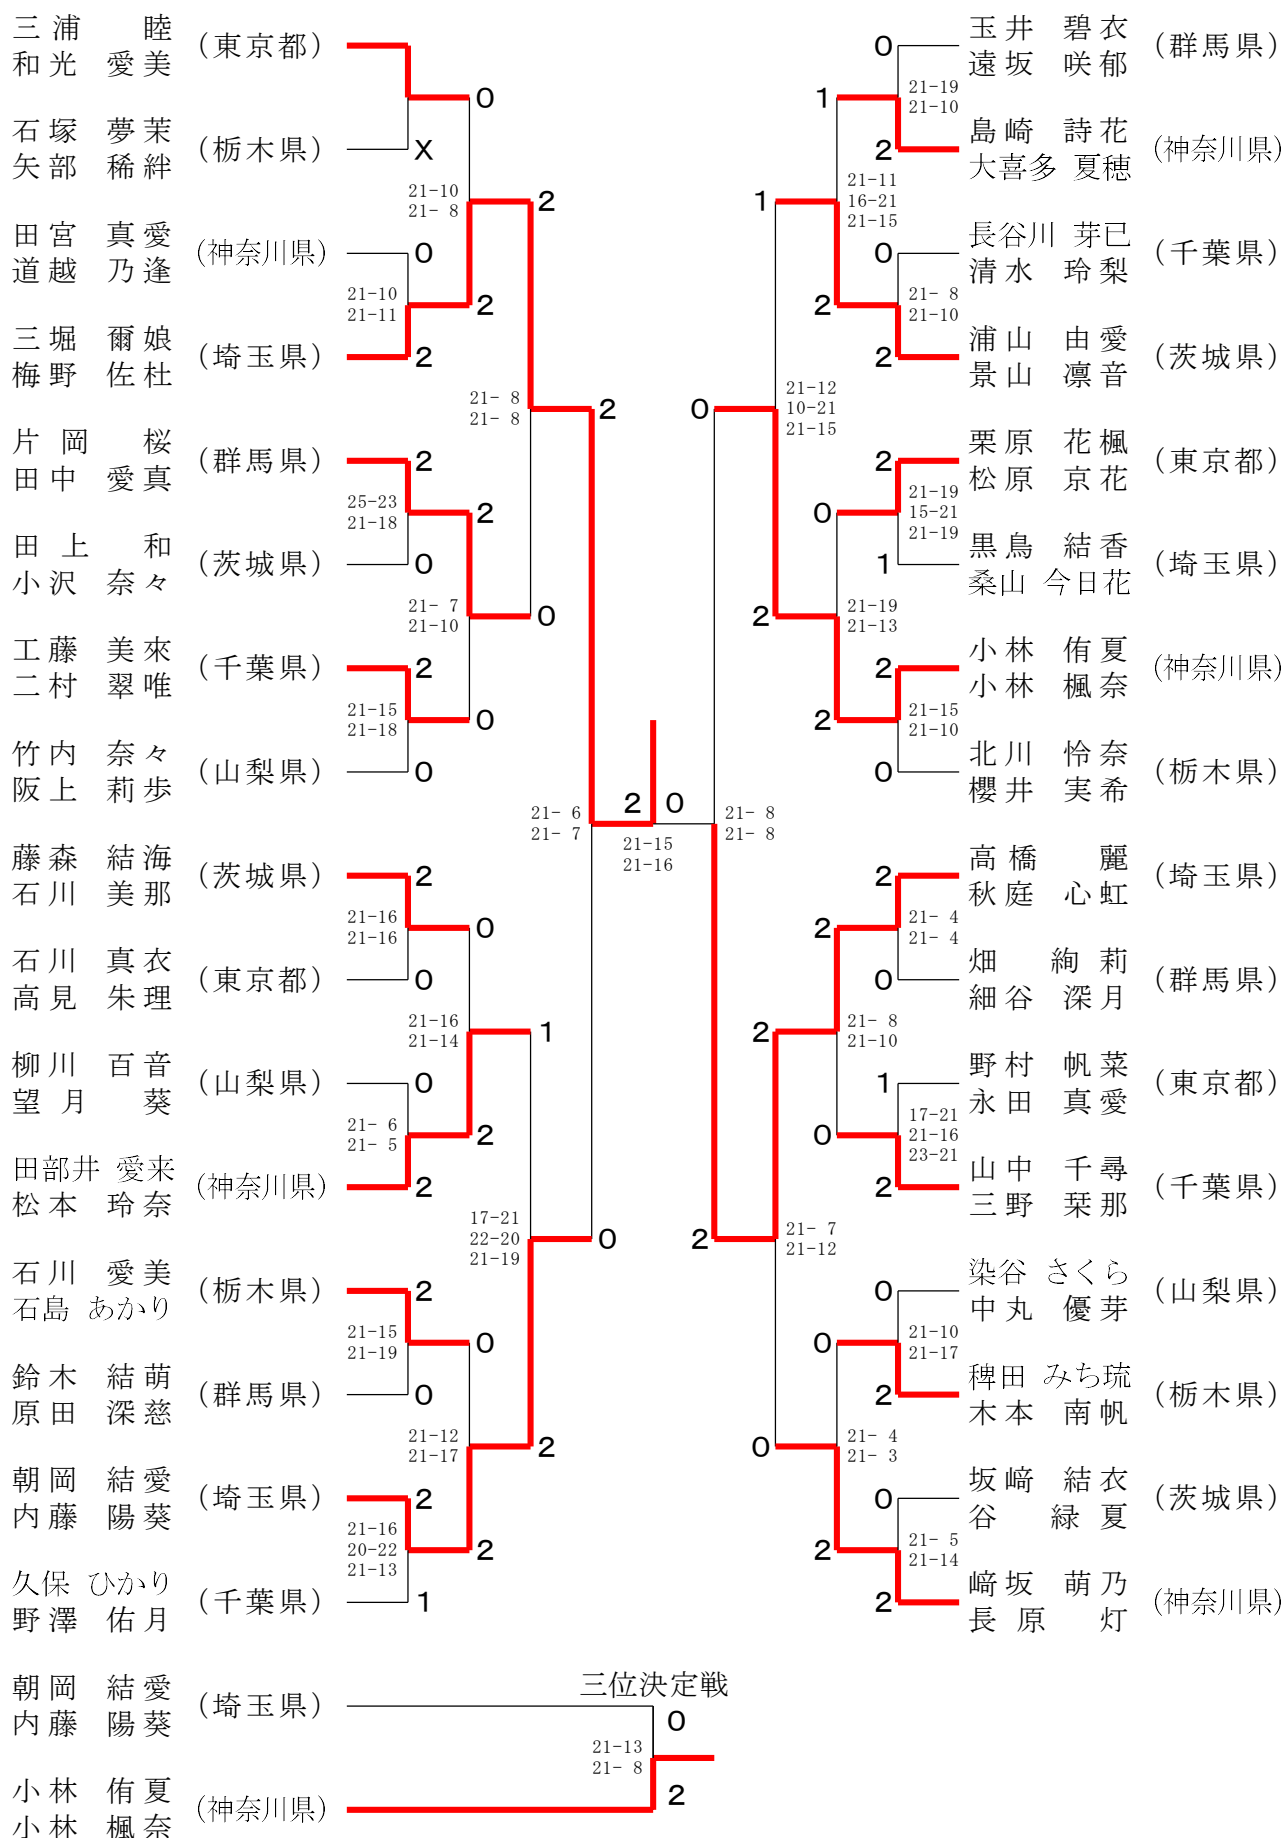 三浦 睦
和光 愛美
(東京都)
0
石塚 夢茉
矢部 稀絆
(栃木県)
X
21-10
21- 8
2
田宮 真愛
道越 乃逢
(神奈川県)
0
21-10
21-11
2
三堀 爾娘
梅野 佐杜
(埼玉県)
2
21- 8
21- 8
2
片岡 桜
田中 愛真
(群馬県)
2
25-23
21-18
2
田上 和
小沢 奈々
(茨城県)
0
21- 7
21-10
0
工藤 美來
二村 翠唯
(千葉県)
2
21-15
21-18
0
竹内 奈々
阪上 莉歩
(山梨県)
0
21- 6
21- 7
2
0
21-15
21-16
藤森 結海
石川 美那
(茨城県)
2
21-16
21-16
0
石川 真衣
高見 朱理
(東京都)
0
21-16
21-14
1
柳川 百音
望月 葵
(山梨県)
0
21- 6
21- 5
2
田部井 愛来
松本 玲奈
(神奈川県)
2
17-21
22-20
21-19
0
石川 愛美
石島 あかり
(栃木県)
2
21-15
21-19
0
鈴木 結萌
原田 深慈
(群馬県)
0
21-12
21-17
2
朝岡 結愛
内藤 陽葵
(埼玉県)
2
21-16
20-22
21-13
2
久保 ひかり
野澤 佑月
(千葉県)
1
玉井 碧衣
遠坂 咲郁
(群馬県)
0
21-19
21-10
1
島崎 詩花
大喜多 夏穂
(神奈川県)
2
21-11
16-21
21-15
1
長谷川 芽已
清水 玲梨
(千葉県)
0
21- 8
21-10
2
浦山 由愛
景山 凛音
(茨城県)
2
21-12
10-21
21-15
0
栗原 花楓
松原 京花
(東京都)
2
21-19
15-21
21-19
0
黒鳥 結香
桑山 今日花
(埼玉県)
1
21-19
21-13
2
小林 侑夏
小林 楓奈
(神奈川県)
2
21-15
21-10
2
北川 怜奈
櫻井 実希
(栃木県)
0
21- 8
21- 8
高橋 麗
秋庭 心虹
(埼玉県)
2
21- 4
21- 4
2
畑 絢莉
細谷 深月
(群馬県)
0
21- 8
21-10
2
野村 帆菜
永田 真愛
(東京都)
1
17-21
21-16
23-21
0
山中 千尋
三野 栞那
(千葉県)
2
21- 7
21-12
2
染谷 さくら
中丸 優芽
(山梨県)
0
21-10
21-17
0
稗田 みち琉
木本 南帆
(栃木県)
2
21- 4
21- 3
0
坂﨑 結衣
谷 緑夏
(茨城県)
0
21- 5
21-14
2
﨑坂 萌乃
長原 灯
(神奈川県)
2
三位決定戦
朝岡 結愛
内藤 陽葵
(埼玉県)
0
21-13
21- 8
小林 侑夏
小林 楓奈
(神奈川県)
2